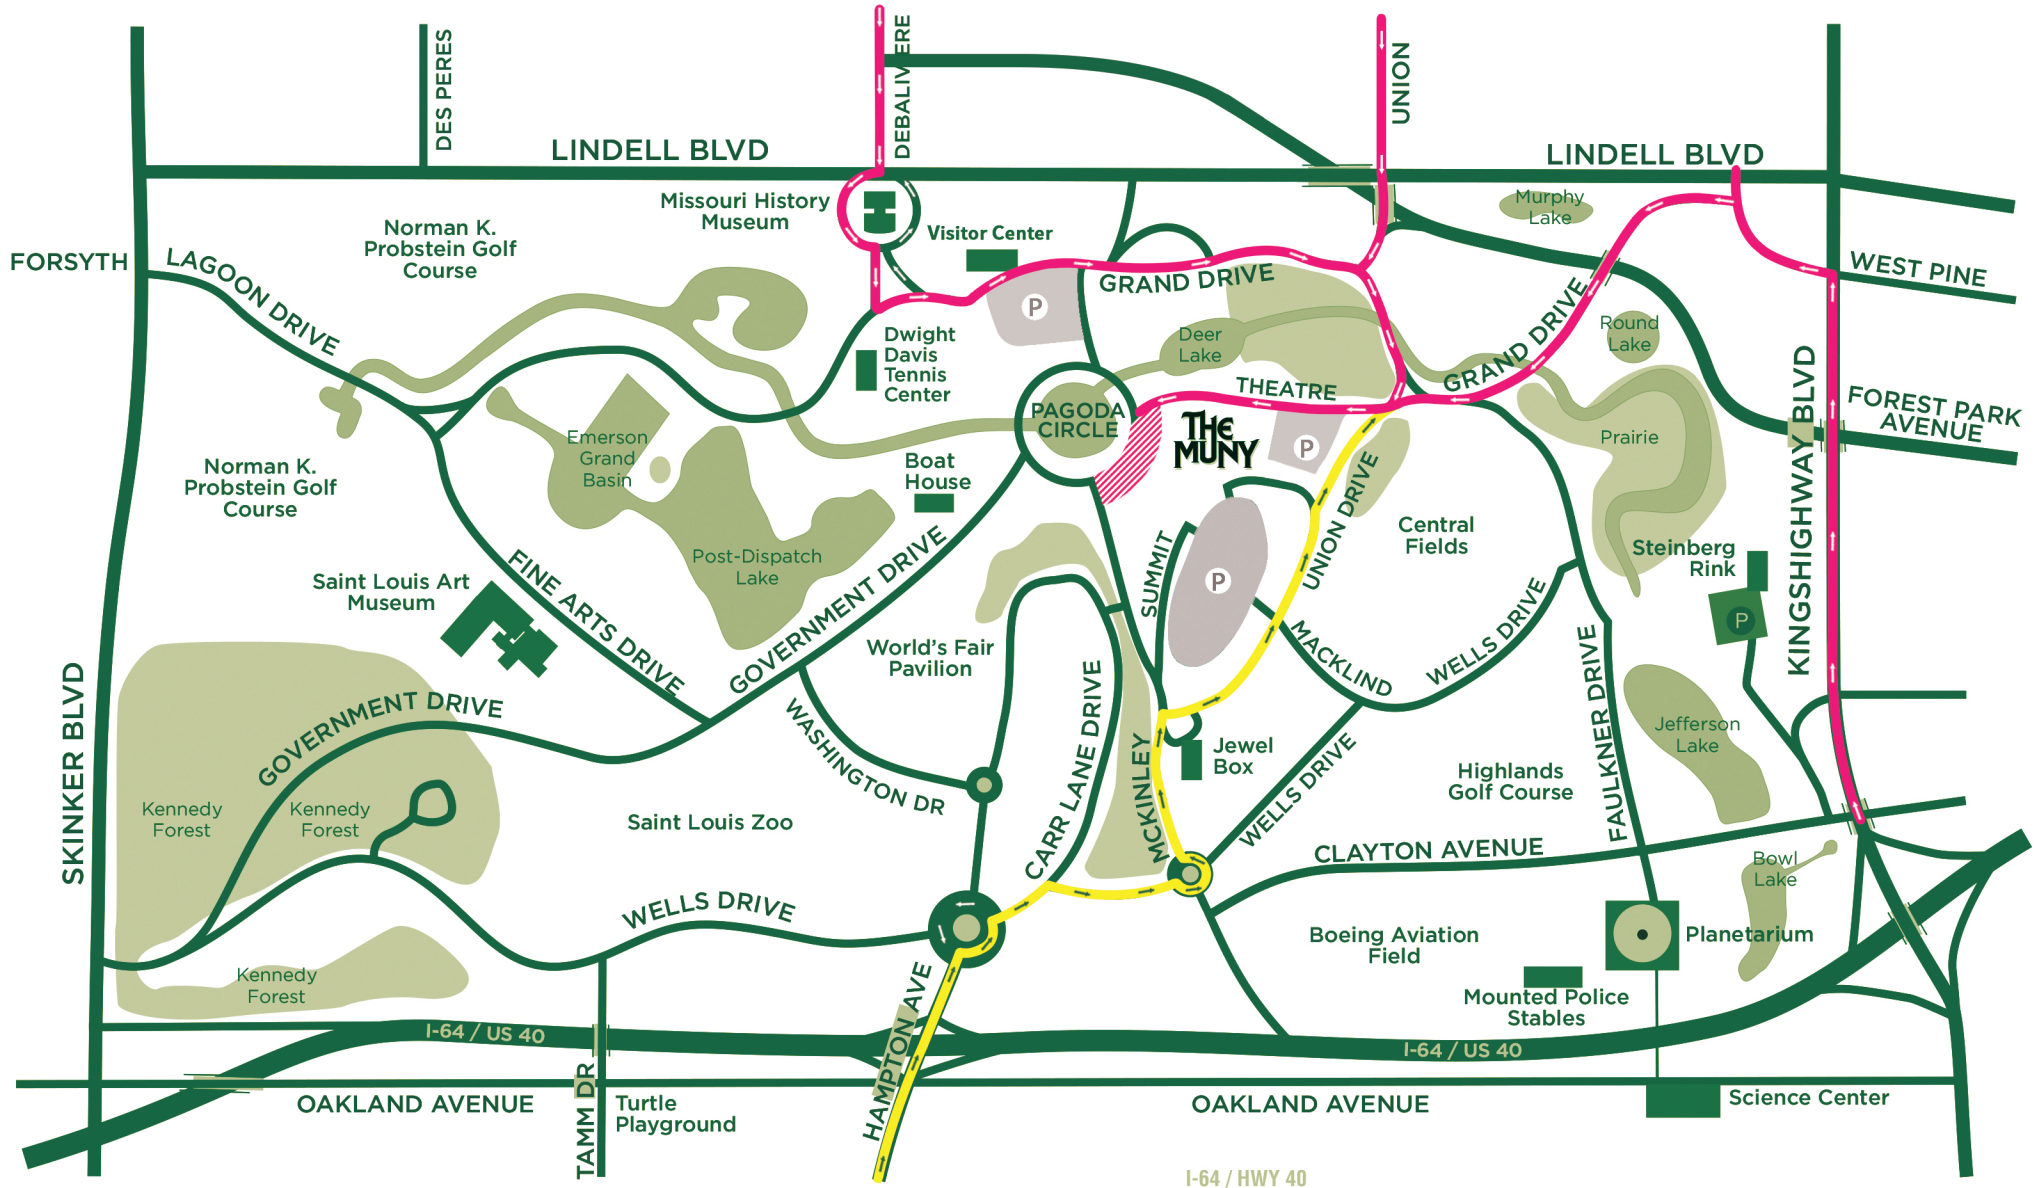 DES PERES
DEBALIVERE
UNION
LINDELL BLVD
LINDELL BLVD
Missouri History
Museum
Murphy
Lake
Norman K.
Probstein Golf
Course
Visitor Center
FORSYTH
LAGOON DRIVE
GRAND DRIVE
WEST PINE
P
Dwight
Davis
Tennis
Center
Deer
Lake
Round
Lake
GRAND DRIVE
THEATRE
KINGSHIGHWAY BLVD
FOREST PARK
AVENUE
PAGODA
CIRCLE
THE
MUNY
P
Prairie
Emerson
Grand
Basin
Boat
House
Norman K.
Probstein Golf
Course
UNION DRIVE
Central
Fields
Steinberg
Rink
P
Post-Dispatch
Lake
SUMMIT
P
Saint Louis Art
Museum
FINE ARTS DRIVE
GOVERNMENT DRIVE
World's Fair
Pavilion
MACKLIND
WELLS DRIVE
FAULKNER DRIVE
GOVERNMENT DRIVE
WASHINGTON DR
CARR LANE DRIVE
MCKINLEY
Jewel
Box
WELLS DRIVE
Jefferson
Lake
Highlands
Golf Course
SKINKER BLVD
Kennedy
Forest
Kennedy
Forest
Saint Louis Zoo
CLAYTON AVENUE
Bowl
Lake
WELLS DRIVE
Boeing Aviation
Field
Planetarium
Kennedy
Forest
HAMPTON AVE
Mounted Police
Stables
I-64 / US 40
I-64 / US 40
OAKLAND AVENUE
TAMM DR
Turtle
Playground
OAKLAND AVENUE
Science Center
I-64 / HWY 40